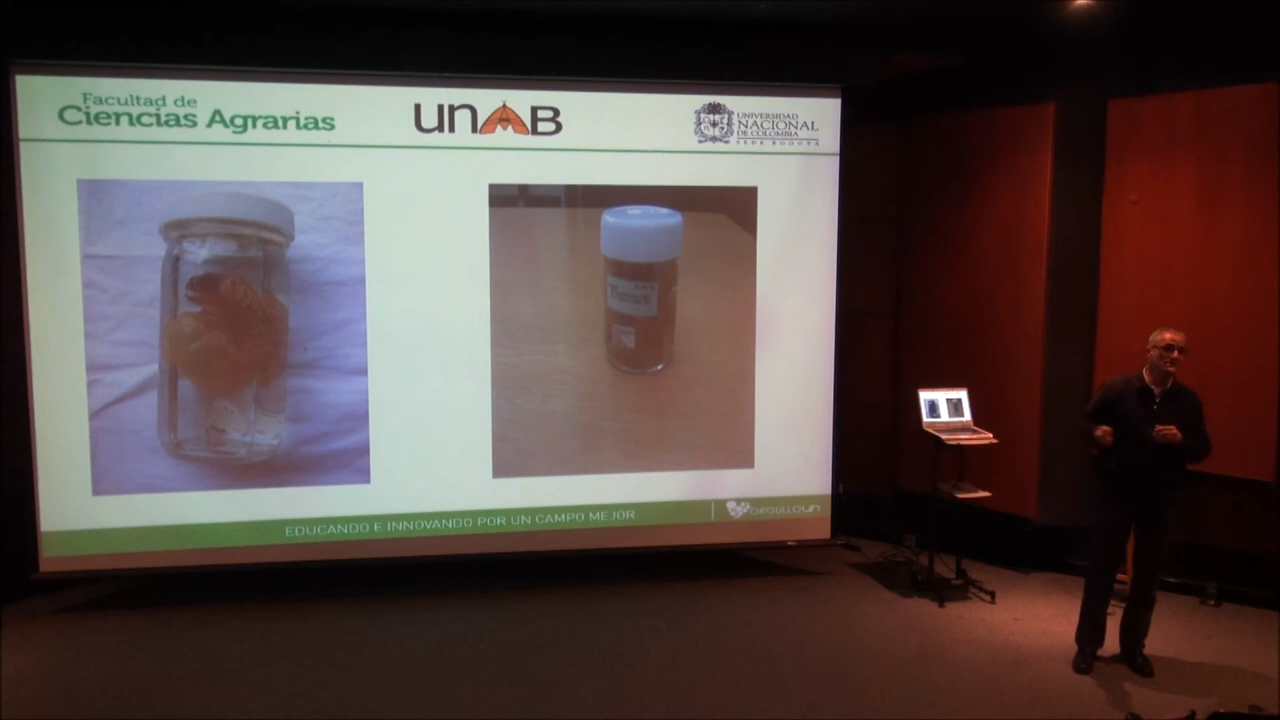 Facultad de
Ciencias Agrarias
UNAB
UNIVERSIDAD
NACIONAL
DE COLOMBIA
SEDE BOGOTÁ
EDUCANDO E INNOVANDO POR UN CAMPO MEJOR
ORGULLOUN